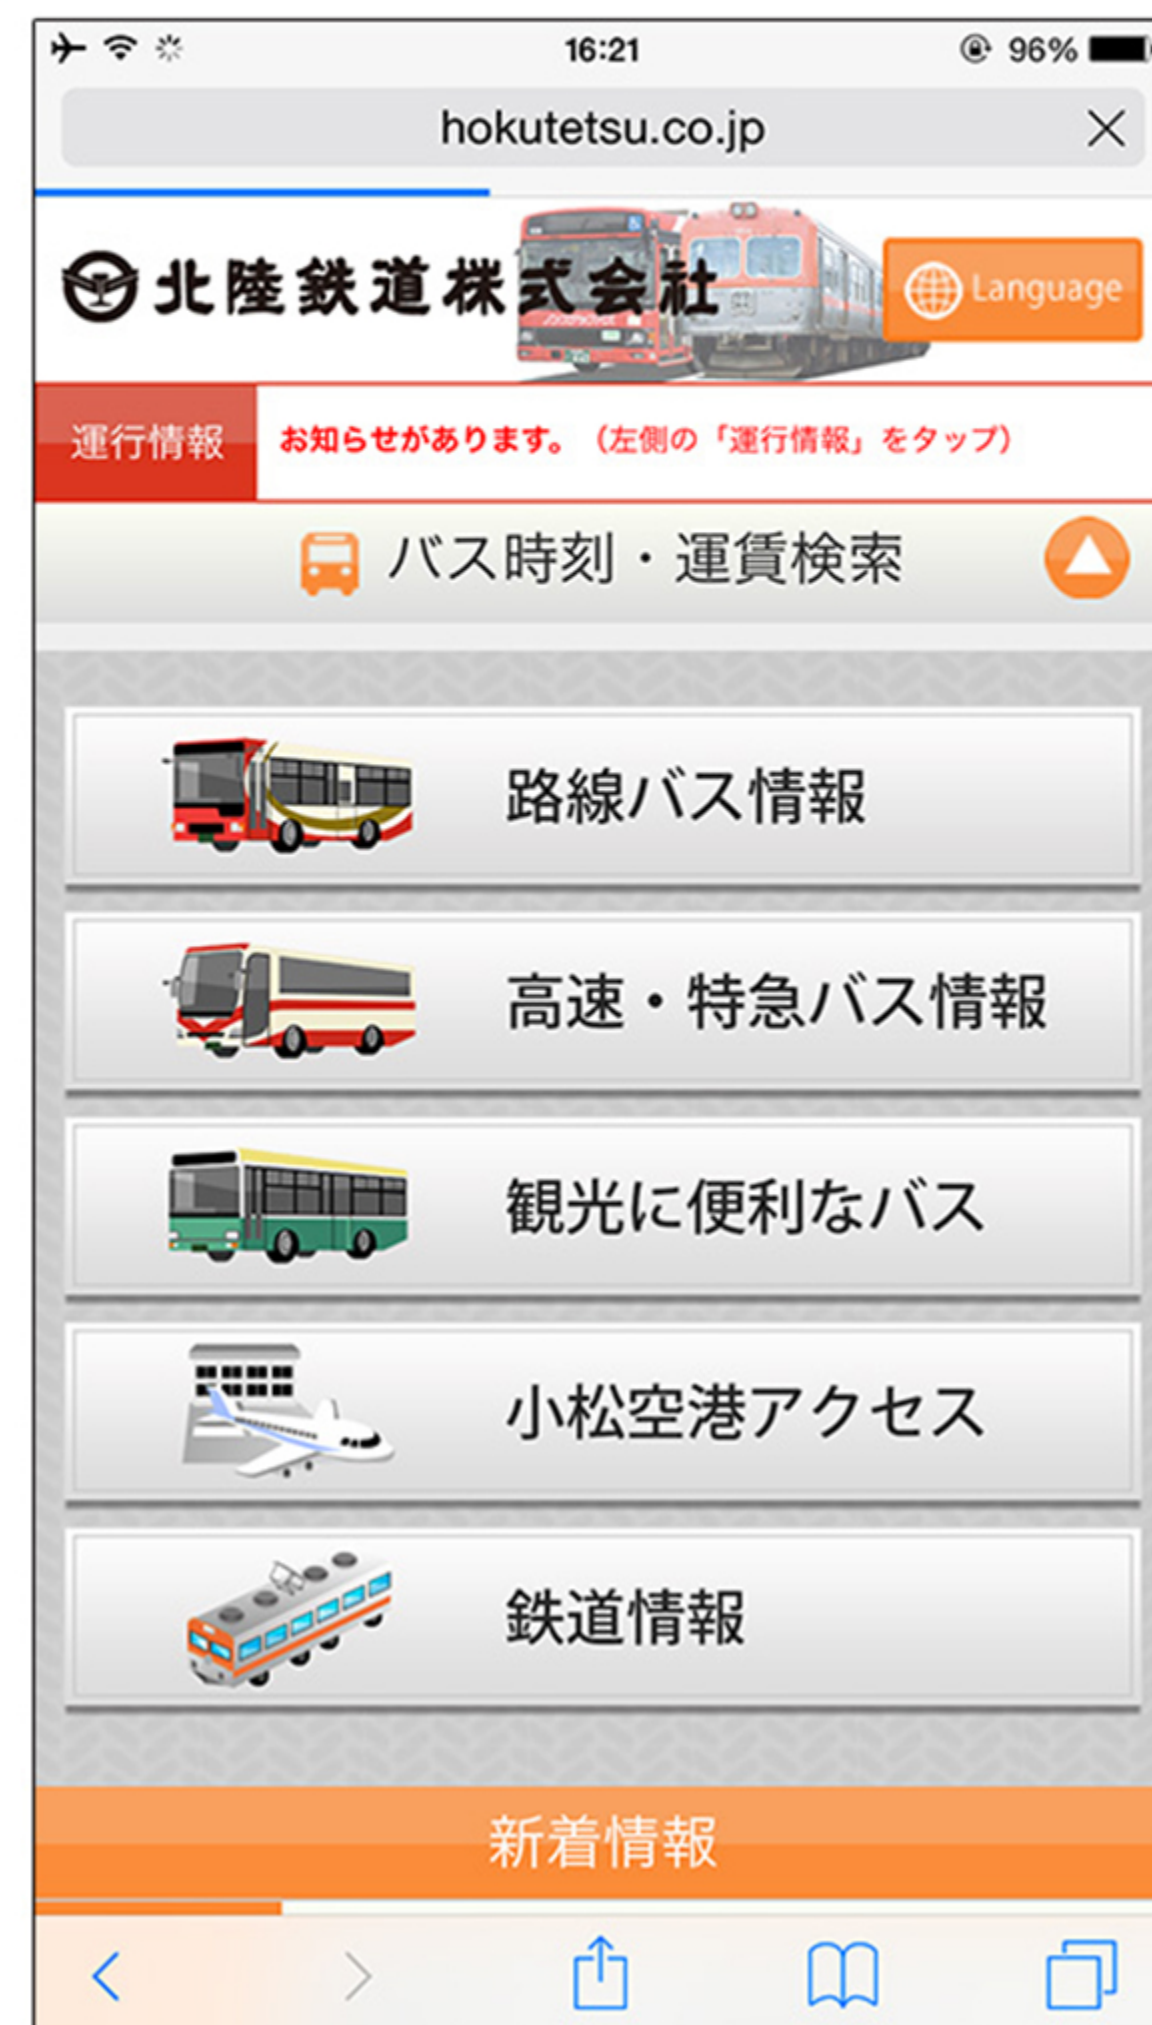 16:21
96%
hokutetsu.co.jp
北陸鉄道株式会社
Language
運行情報
お知らせがあります。（左側の「運行情報」をタップ）
バス時刻・運賃検索
路線バス情報
高速・特急バス情報
観光に便利なバス
小松空港アクセス
鉄道情報
新着情報